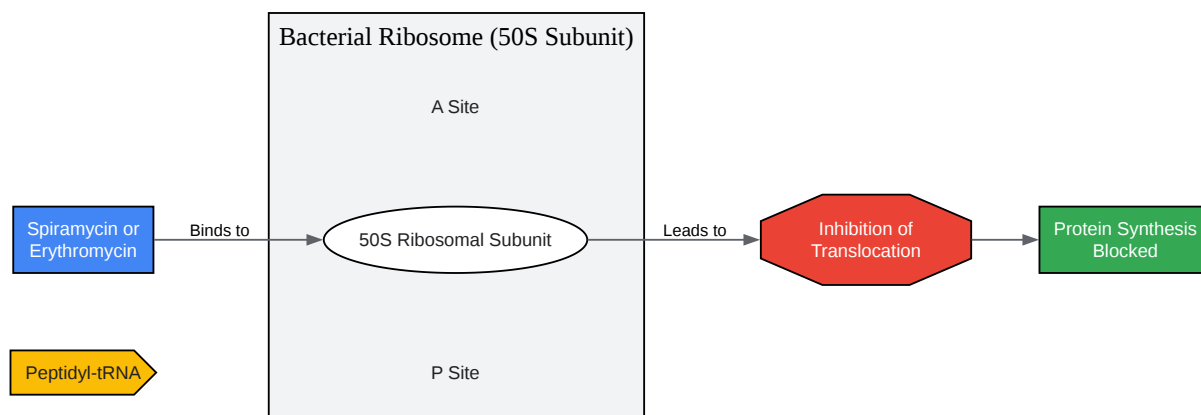 Bacterial Ribosome (50S Subunit)
A Site
Spiramycin or
Erythromycin
Binds to
50S Ribosomal Subunit
Leads to
Inhibition of
Translocation
Protein Synthesis
Blocked
Peptidyl-tRNA
P Site